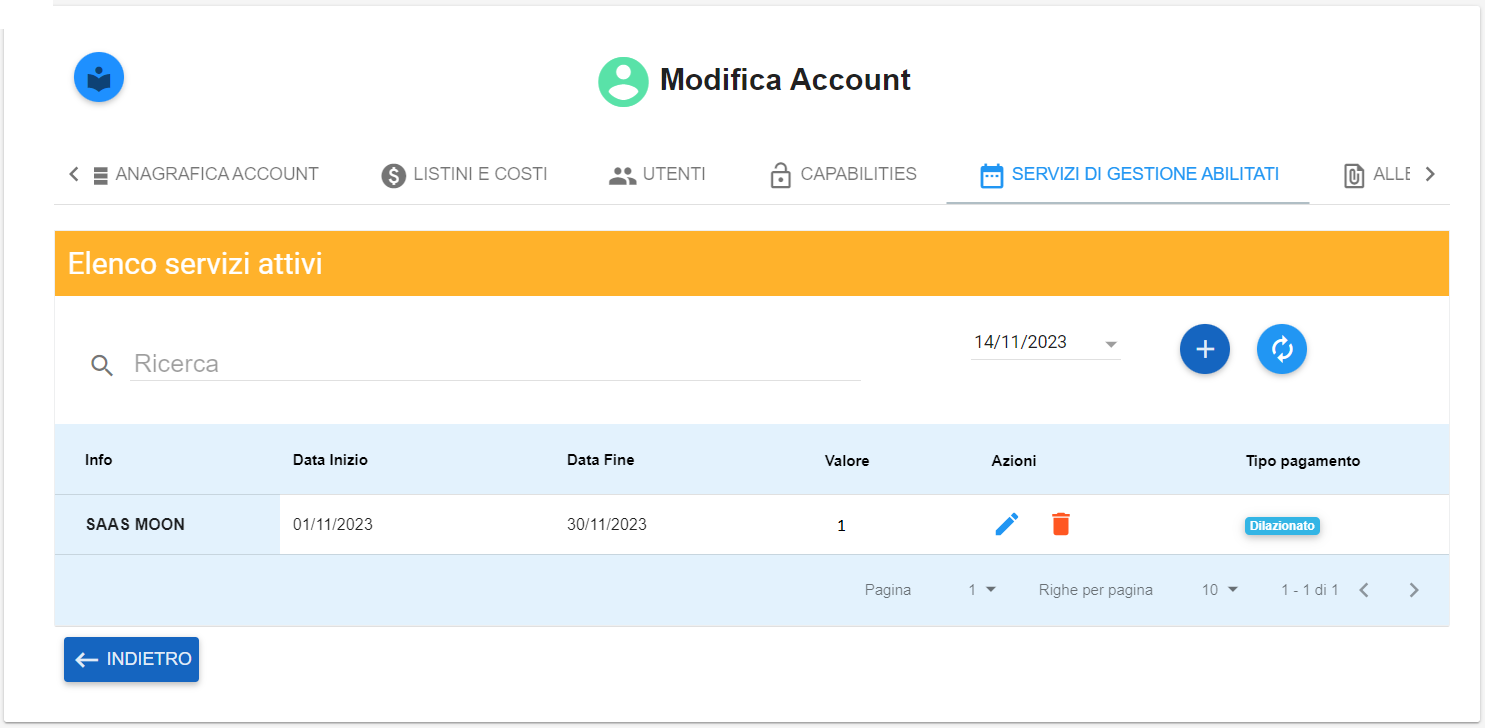 Modifica Account
ANAGRAFICA ACCOUNT LISTINI E COSTI UTENTI CAPABILITIES SERVIZI DI GESTIONE ABILITATI ALLE
Elenco servizi attivi
14/11/2023
Ricerca
Info Data Inizio Data Fine Valore Azioni Tipo pagamento
SAAS MOON 01/11/2023 30/11/2023 1 Dilazionato
Pagina 1 Righe per pagina 10 1 - 1 di 1
INDIETRO